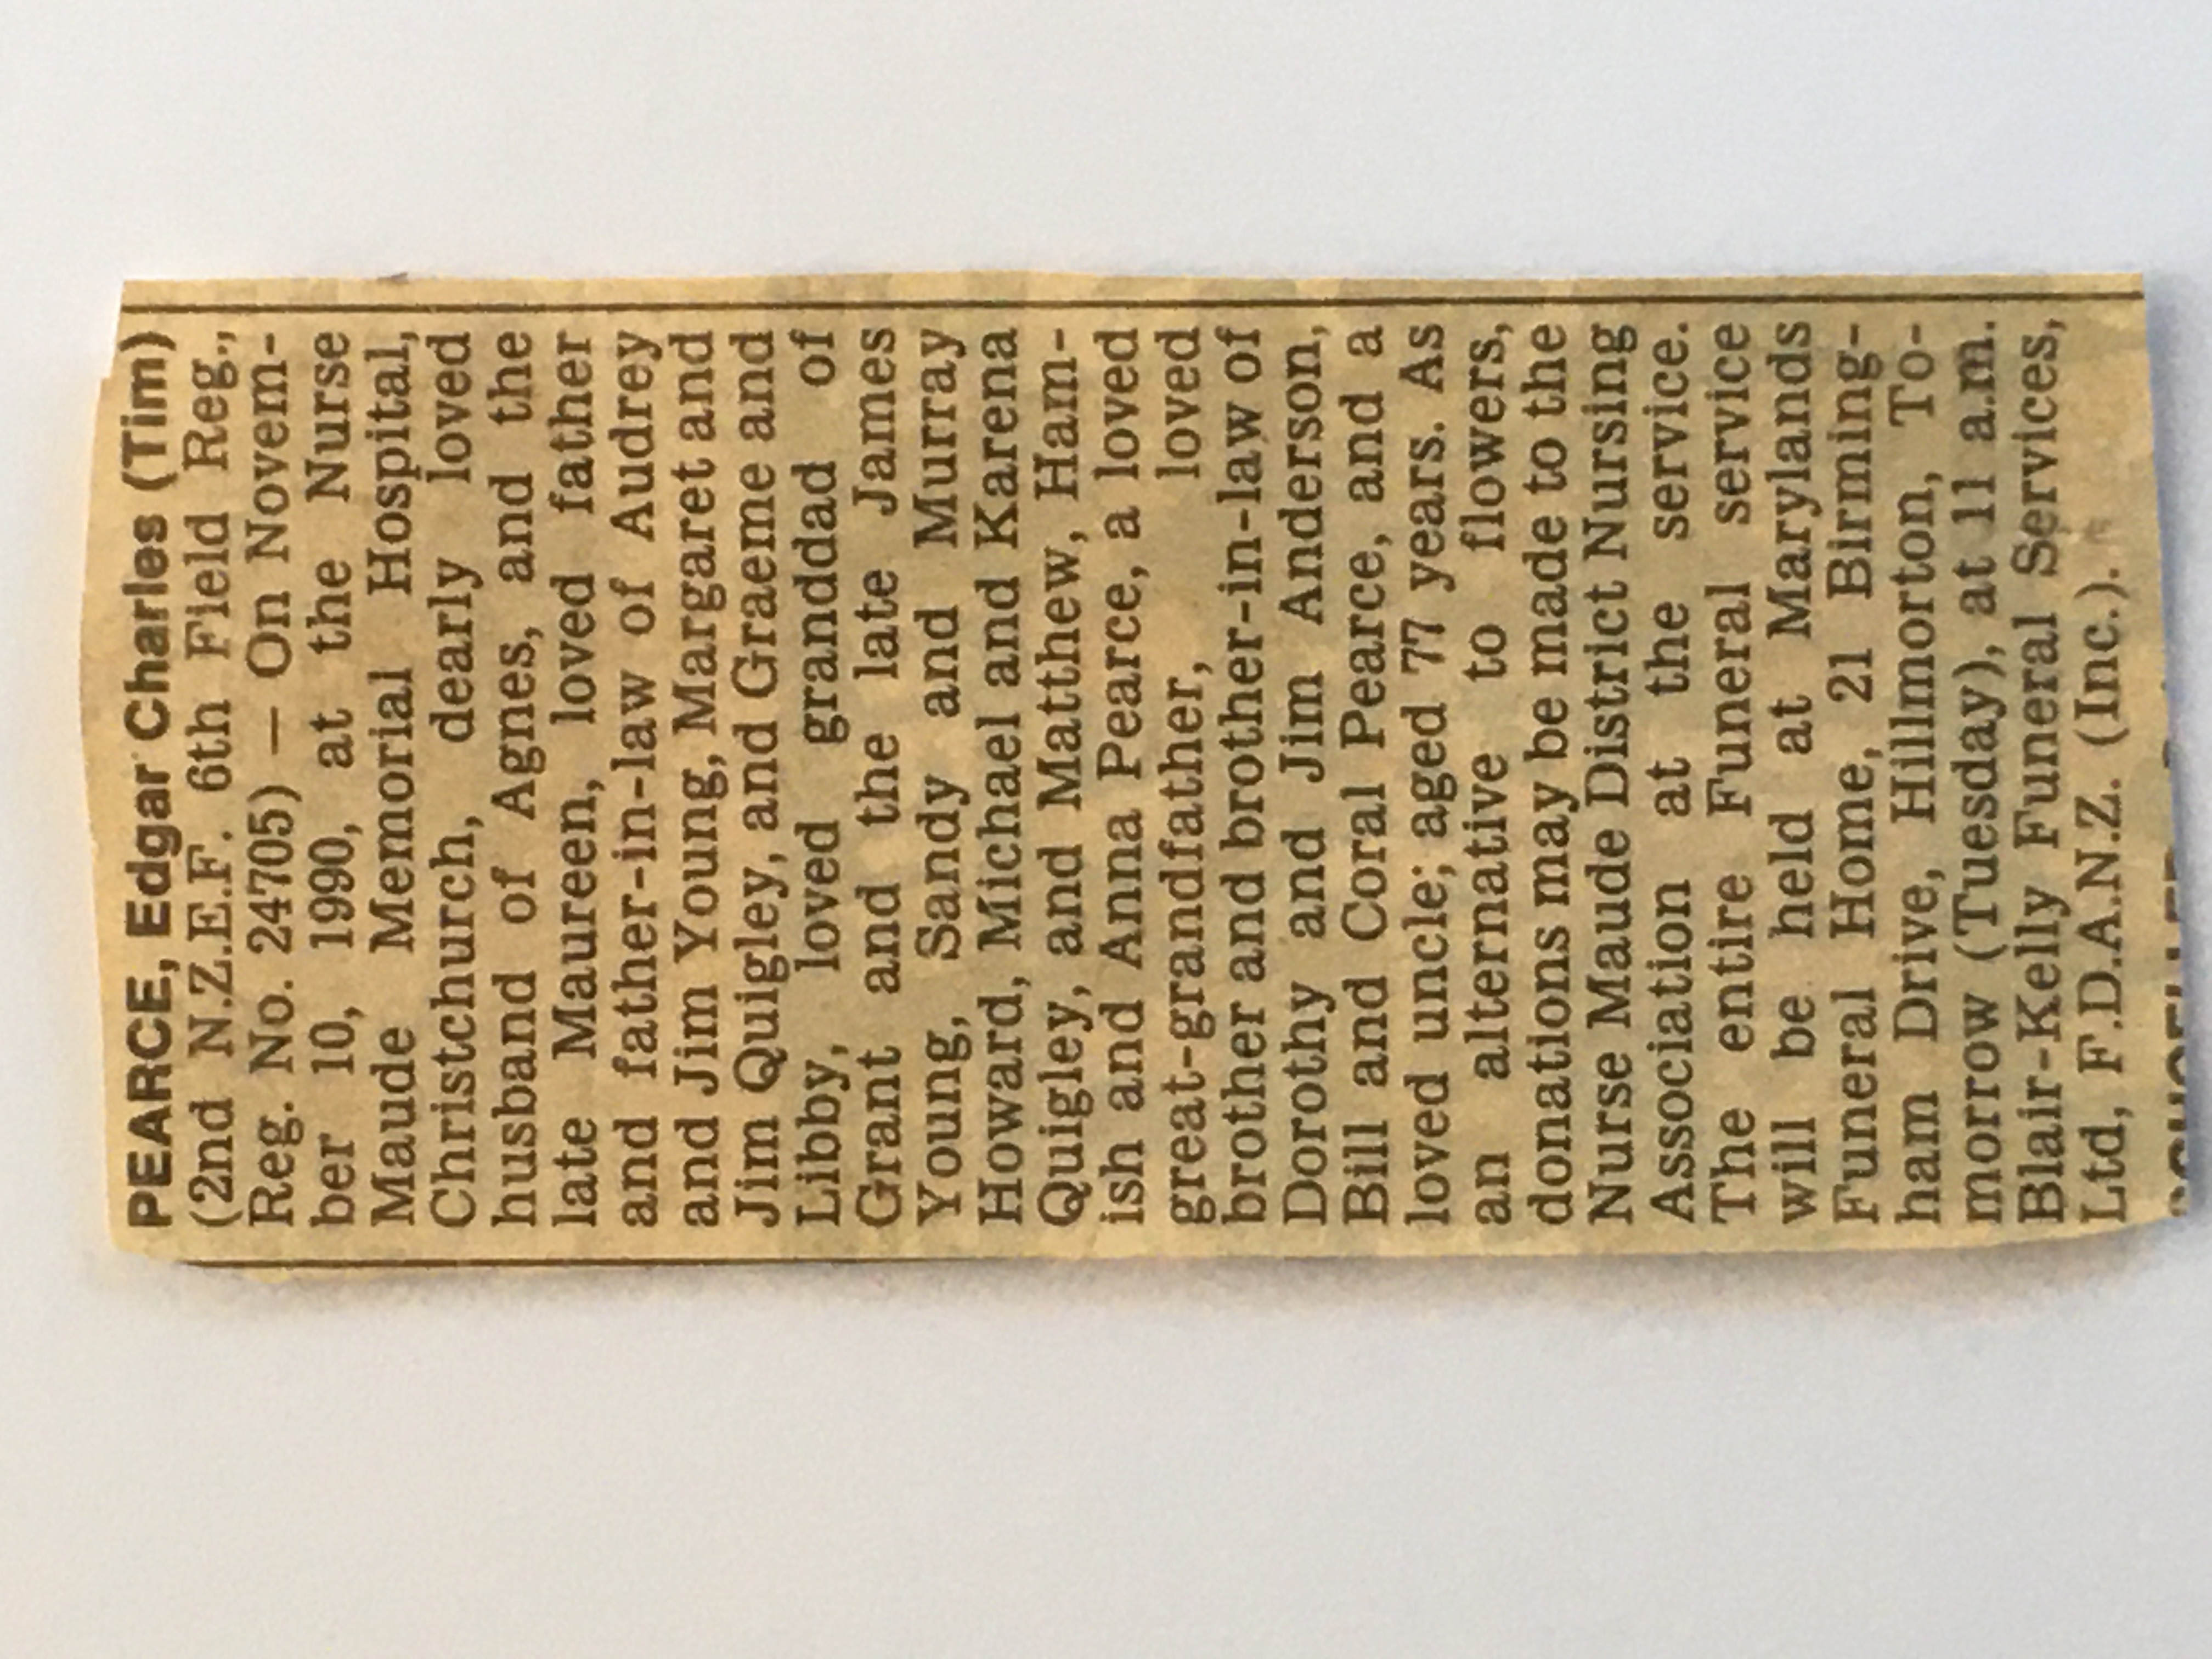 PEARCE, Edgar Charles (Tim)
(2nd N.Z.E.F. 6th Field Reg.,
Reg. No. 24705) — On Novem-
ber 10, 1990, at the Nurse
Maude Memorial Hospital,
Christchurch, dearly loved
husband of Agnes, and the
late Maureen, loved father
and father-in-law of Audrey
and Jim Young, Margaret and
Jim Quigley, and Graeme and
Libby, loved granddad of
Grant and the late James
Young, Sandy and Murray
Howard, Michael and Karena
Quigley, and Matthew, Ham-
ish and Anna Pearce, a loved
great-grandfather, loved
brother and brother-in-law of
Dorothy and Jim Anderson,
Bill and Coral Pearce, and a
loved uncle; aged 77 years. As
an alternative to flowers,
donations may be made to the
Nurse Maude District Nursing
Association at the service.
The entire Funeral service
will be held at Marylands
Funeral Home, 21 Birming-
ham Drive, Hillmorton, To-
morrow (Tuesday), at 11 a.m.
Blair-Kelly Funeral Services,
Ltd, F.D.A.N.Z. (Inc.).